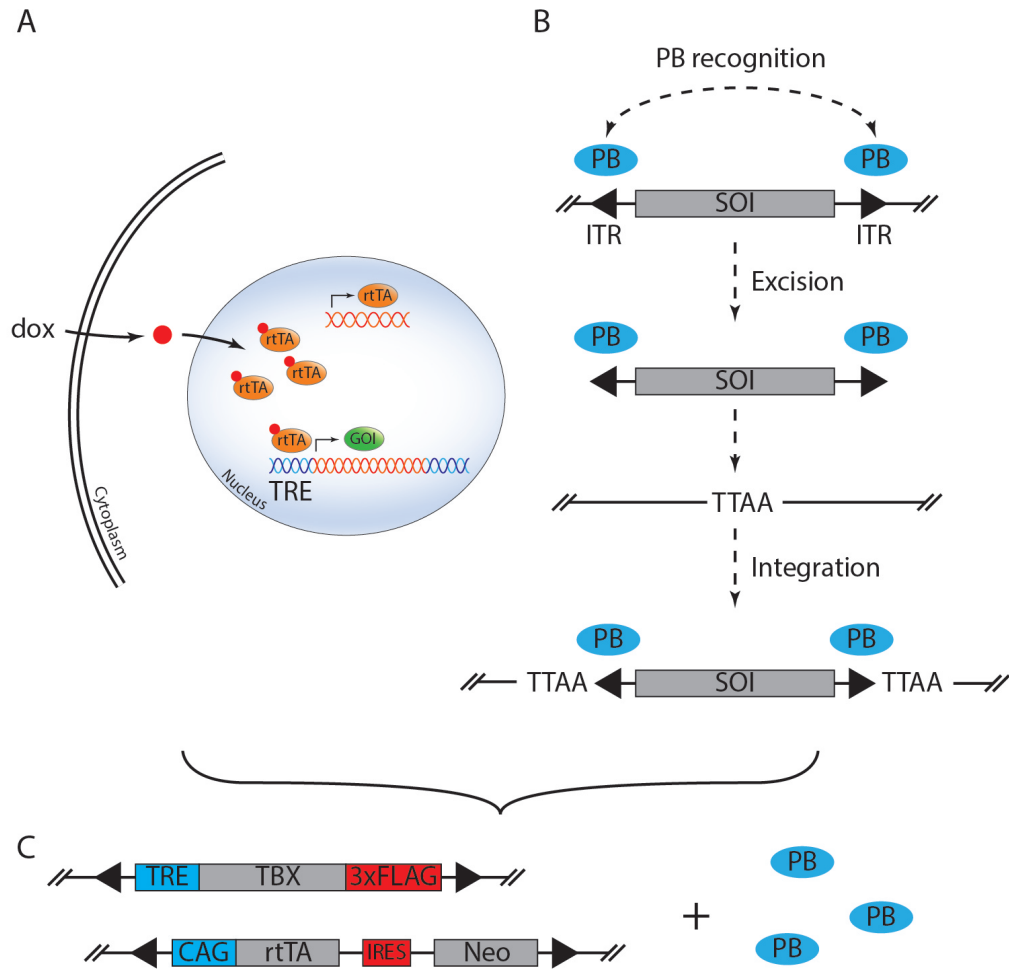 A
dox
rtTA
rtTA
rtTA
rtTA
rtTA
GOI
TRE
Nucleus
Cytoplasm
B
PB recognition
PB
PB
SOI
ITR
ITR
Excision
PB
PB
SOI
TTAA
Integration
PB
PB
TTAA
SOI
TTAA
C
TRE
TBX
3xFLAG
CAG
rtTA
IRES
Neo
+
PB
PB
PB